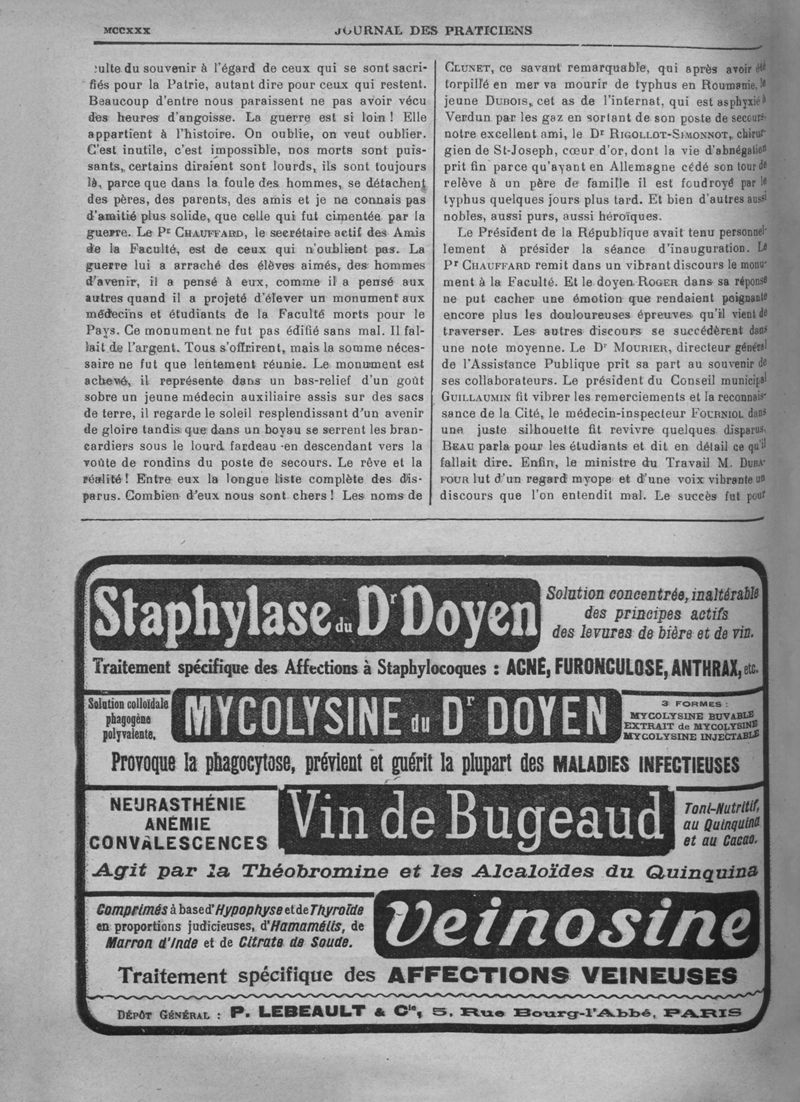 MCCXXX
JOURNAL DES PRATICIENS
culte du souvenir à l'égard de ceux qui se sont sacri-
fiés pour la Patrie, autant dire pour ceux qui restent.
Beaucoup d'entre nous paraissent ne pas avoir vécu
des heures d'angoisse. La guerre est si loin ! Elle
appartient à l'histoire. On oublie, on veut oublier.
C'est inutile, c'est impossible, nos morts sont puis-
sants, certains diraient sont lourds, ils sont toujours
là, parce que dans la foule des hommes, se détachent
des pères, des parents, des amis et je ne connais pas
d'amitié plus solide, que celle qui fut cimentée par la
guerre. Le Pr CHAUFFARD, le secrétaire actif des Amis
de la Faculté, est de ceux qui n'oublient pas. La
guerre lui a arraché des élèves aimés, des hommes
d'avenir, il a pensé à eux, comme il a pensé aux
autres quand il a projeté d'élever un monument aux
médecins et étudiants de la Faculté morts pour le
Pays. Ce monument ne fut pas édifié sans mal. Il fal-
lait de l'argent. Tous s'offrirent, mais la somme néces-
saire ne fut que lentement réunie. Le monument est
achevé, il représente dans un bas-relief d'un goût
sobre un jeune médecin auxiliaire assis sur des sacs
de terre, il regarde le soleil resplendissant d'un avenir
de gloire tandis que dans un boyau se serrent les bran-
cardiers sous le lourd fardeau en descendant vers la
voûte de rondins du poste de secours. Le rêve et la
réalité ! Entre eux la longue liste complète des dis-
parus. Combien d'eux nous sont chers ! Les noms de
CLUNET, ce savant remarquable, qui après avoir été
torpillé en mer va mourir de typhus en Roumanie, le
jeune DUBOIS, cet as de l'internat, qui est asphyxié à
Verdun par les gaz en sortant de son poste de secours,
notre excellent ami, le Dr RIGOLLOT-SIMONNOT, chirur-
gien de St-Joseph, cœur d'or, dont la vie d'abnégation
prit fin parce qu'ayant en Allemagne cédé son tour de
relève à un père de famille il est foudroyé par le
typhus quelques jours plus tard. Et bien d'autres aussi
nobles, aussi purs, aussi héroïques.
Le Président de la République avait tenu personnel-
lement à présider la séance d'inauguration. Le
Pr CHAUFFARD remit dans un vibrant discours le monu-
ment à la Faculté. Et le doyen ROGER dans sa réponse
ne put cacher une émotion que rendaient poignante
encore plus les douloureuses épreuves qu'il vient de
traverser. Les autres discours se succédèrent dans
une note moyenne. Le Dr MOURIER, directeur général
de l'Assistance Publique prit sa part au souvenir de
ses collaborateurs. Le président du Conseil municipal
GUILLAUMIN fit vibrer les remerciements et la reconnais-
sance de la Cité, le médecin-inspecteur FOURNIOL dans
une juste silhouette fit revivre quelques disparus,
BEAU parla pour les étudiants et dit en détail ce qu'il
fallait dire. Enfin, le ministre du Travail M. DURA-
FOUR lut d'un regard myope et d'une voix vibrante un
discours que l'on entendit mal. Le succès fut pour
Staphylase du Dr Doyen
Solution concentrée, inaltérable
des principes actifs
des levures de bière et de vin.
Traitement spécifique des Affections à Staphylocoques : ACNÉ, FURONCULOSE, ANTHRAX, etc.
Solution colloïdale
phagogène
polyvalente.
MYCOLYSINE du Dr DOYEN
3 FORMES :
MYCOLYSINE BUVABLE
EXTRAIT de MYCOLYSINE
MYCOLYSINE INJECTABLE
Provoque la phagocytose, prévient et guérit la plupart des MALADIES INFECTIEUSES
NEURASTHÉNIE
ANÉMIE
CONVALESCENCES
Vin de Bugeaud
Toni-Nutritif,
au Quinquina
et au Cacao.
Agit par la Théobromine et les Alcaloïdes du Quinquina
Comprimés à base d'Hypophyse et de Thyroïde
en proportions judicieuses, d'Hamamélis, de
Marron d'Inde et de Citrate de Soude.
Veinosine
Traitement spécifique des AFFECTIONS VEINEUSES
DÉPÔT GÉNÉRAL : P. LEBEAULT & Cie, 5, Rue Bourg-l'Abbé, PARIS